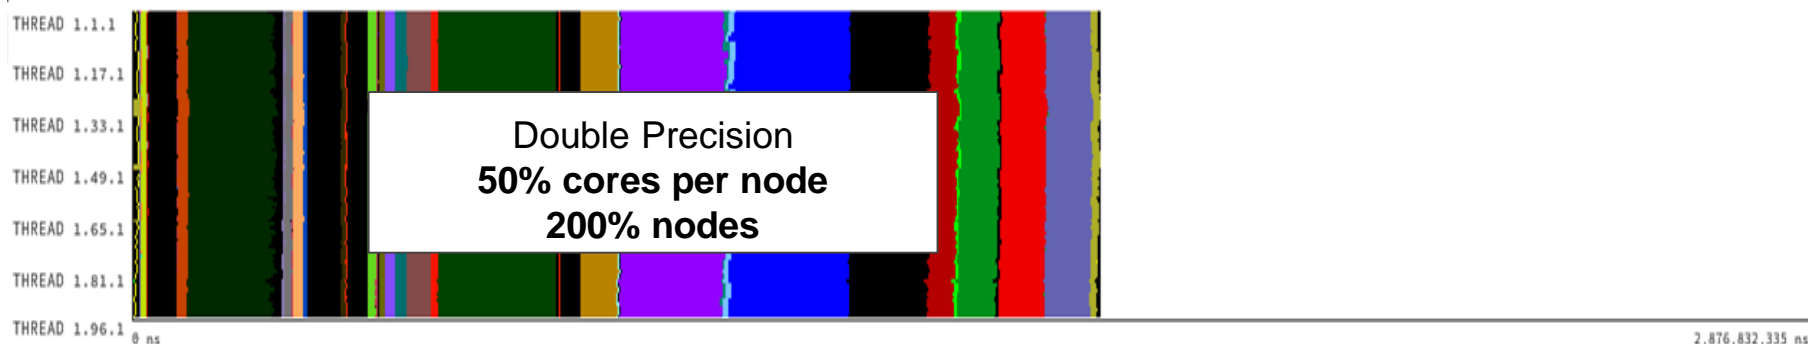 THREAD 1.1.1
THREAD 1.17.1
THREAD 1.33.1
THREAD 1.49.1
THREAD 1.65.1
THREAD 1.81.1
THREAD 1.96.1
Double Precision
50% cores per node
200% nodes
0 ns
2.876.832.335 ns